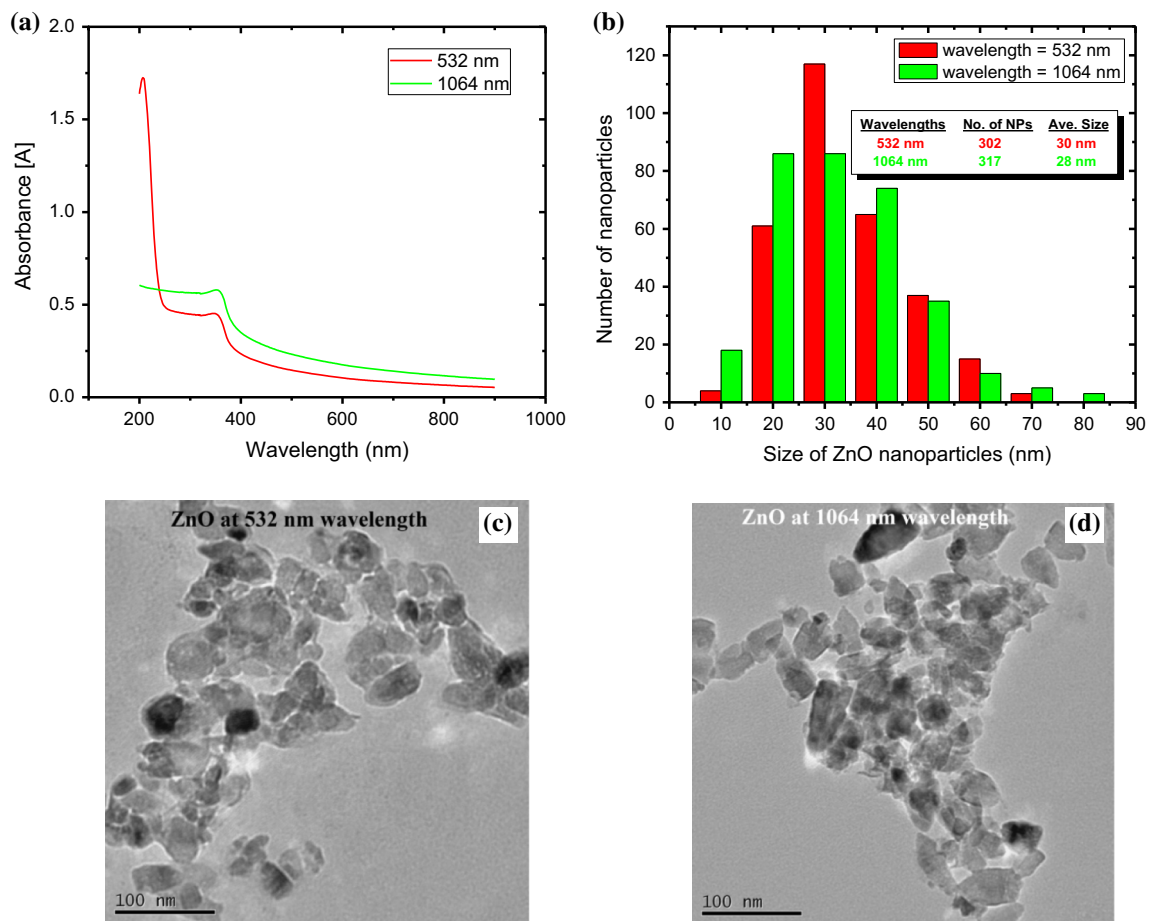 (a)
2.0
1.5
1.0
0.5
0.0
Absorbance [A]
532 nm
1064 nm
200 400 600 800 1000
Wavelength (nm)
(b)
120
100
80
60
40
20
0
Number of nanoparticles
wavelength = 532 nm
wavelength = 1064 nm
Wavelengths No. of NPs Ave. Size
532 nm 302 30 nm
1064 nm 317 28 nm
0 10 20 30 40 50 60 70 80 90
Size of ZnO nanoparticles (nm)
ZnO at 532 nm wavelength
(c)
100 nm
ZnO at 1064 nm wavelength
(d)
100 nm